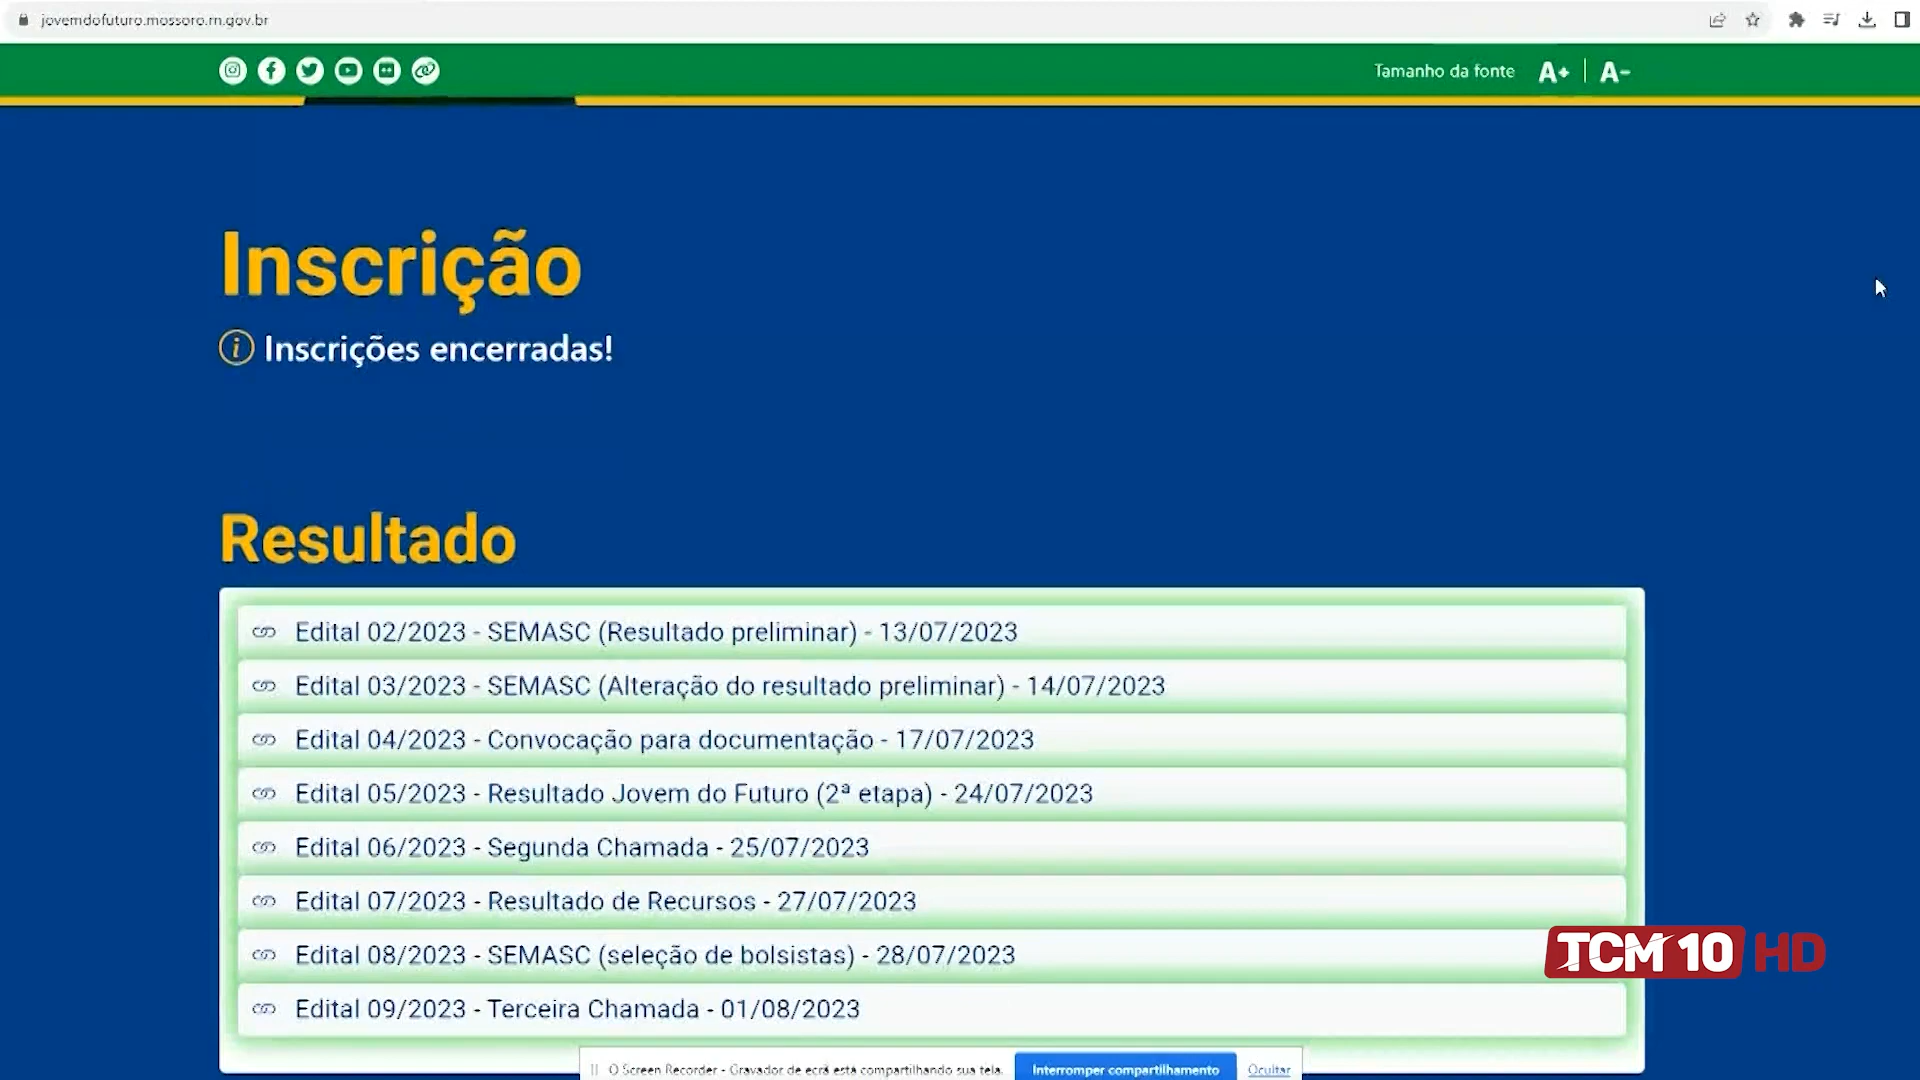 jovemdofuturo.mossoro.rn.gov.br
Tamanho da fonte A+ | A-
Inscrição
Inscrições encerradas!
Resultado
Edital 02/2023 - SEMASC (Resultado preliminar) - 13/07/2023
Edital 03/2023 - SEMASC (Alteração do resultado preliminar) - 14/07/2023
Edital 04/2023 - Convocação para documentação - 17/07/2023
Edital 05/2023 - Resultado Jovem do Futuro (2ª etapa) - 24/07/2023
Edital 06/2023 - Segunda Chamada - 25/07/2023
Edital 07/2023 - Resultado de Recursos - 27/07/2023
Edital 08/2023 - SEMASC (seleção de bolsistas) - 28/07/2023
TCM 10 HD
Edital 09/2023 - Terceira Chamada - 01/08/2023
O Screen Recorder - Gravador de ecrã está compartilhando sua tela. Interromper compartilhamento Ocultar